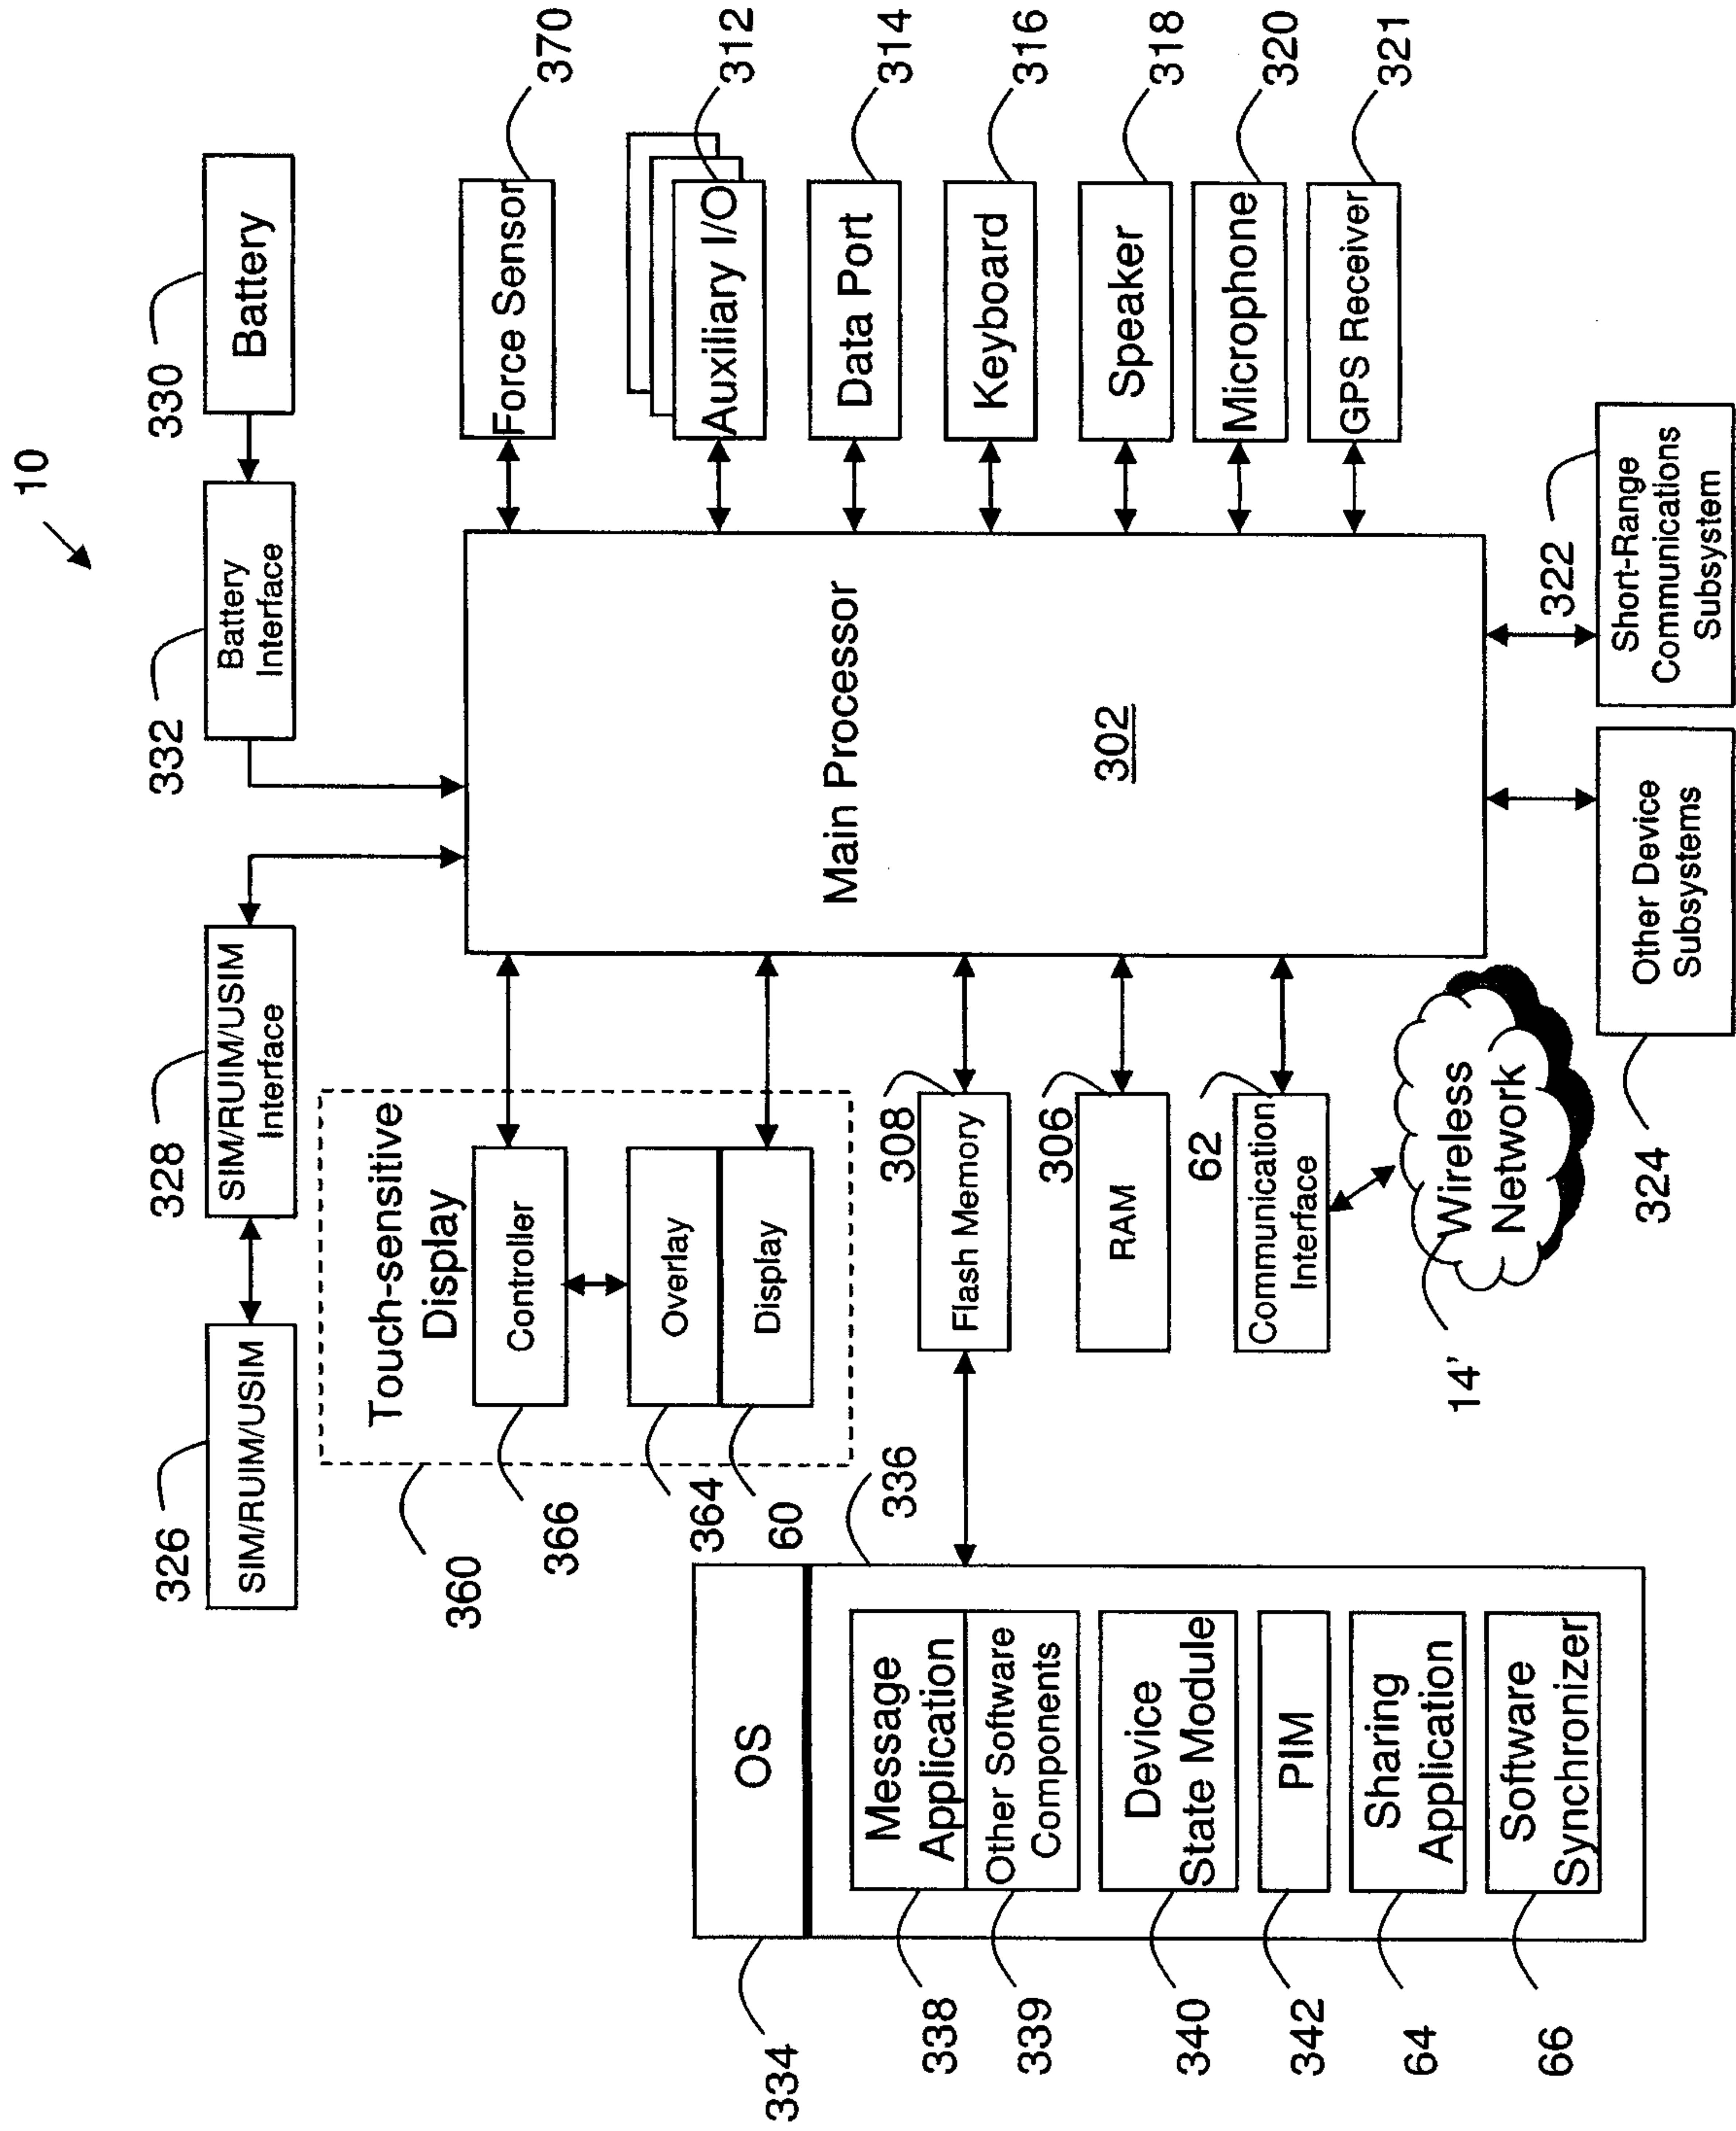 10
326
SIM/RUIM/USIM
328
SIM/RUIM/USIM
Interface
332
Battery
Interface
330
Battery
360
Touch-sensitive
Display
366
Controller
364
Overlay
60
Display
Main Processor
302
Force Sensor
370
Auxiliary I/O
312
Data Port
314
Keyboard
316
Speaker
318
Microphone
320
GPS Receiver
321
334
OS
336
338
Message
Application
339
Other Software
Components
340
Device
State Module
342
PIM
64
Sharing
Application
66
Software
Synchronizer
308
Flash Memory
306
RAM
62
Communication
Interface
14'
Wireless
Network
324
Other Device
Subsystems
322
Short-Range
Communications
Subsystem